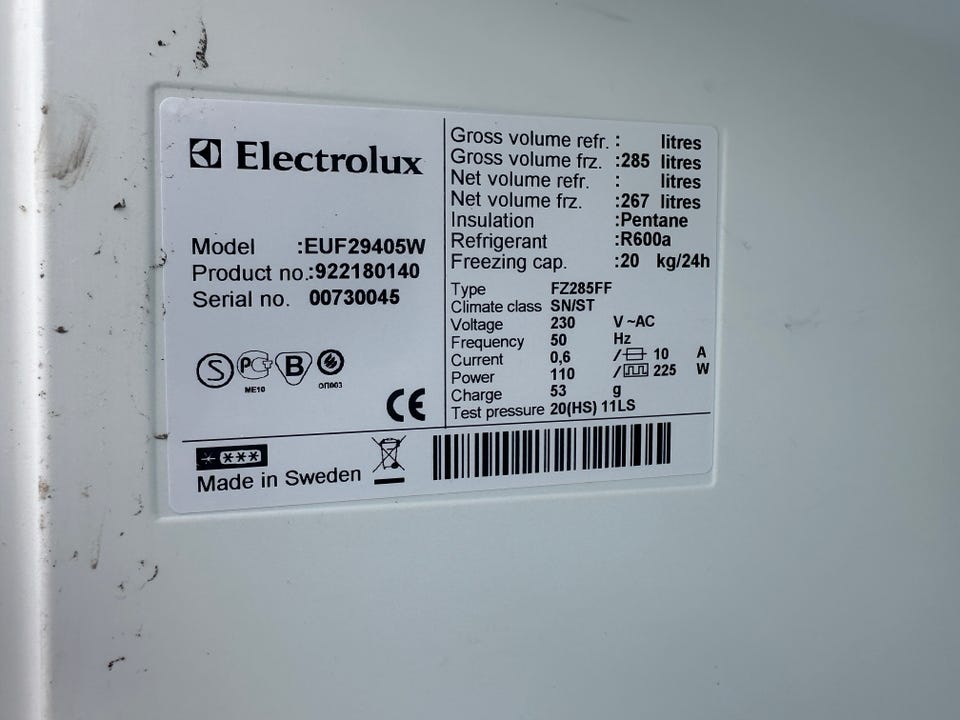 Electrolux
Model :EUF29405W
Product no.:922180140
Serial no. 00730045
S PCT B
ME10 ОП003
CE
***
Made in Sweden
Gross volume refr. : litres
Gross volume frz. :285 litres
Net volume refr. : litres
Net volume frz. :267 litres
Insulation :Pentane
Refrigerant :R600a
Freezing cap. :20 kg/24h
Type FZ285FF
Climate class SN/ST
Voltage 230 V ~AC
Frequency 50 Hz
Current 0,6 / 10 A
Power 110 / 225 W
Charge 53 g
Test pressure 20(HS) 11LS